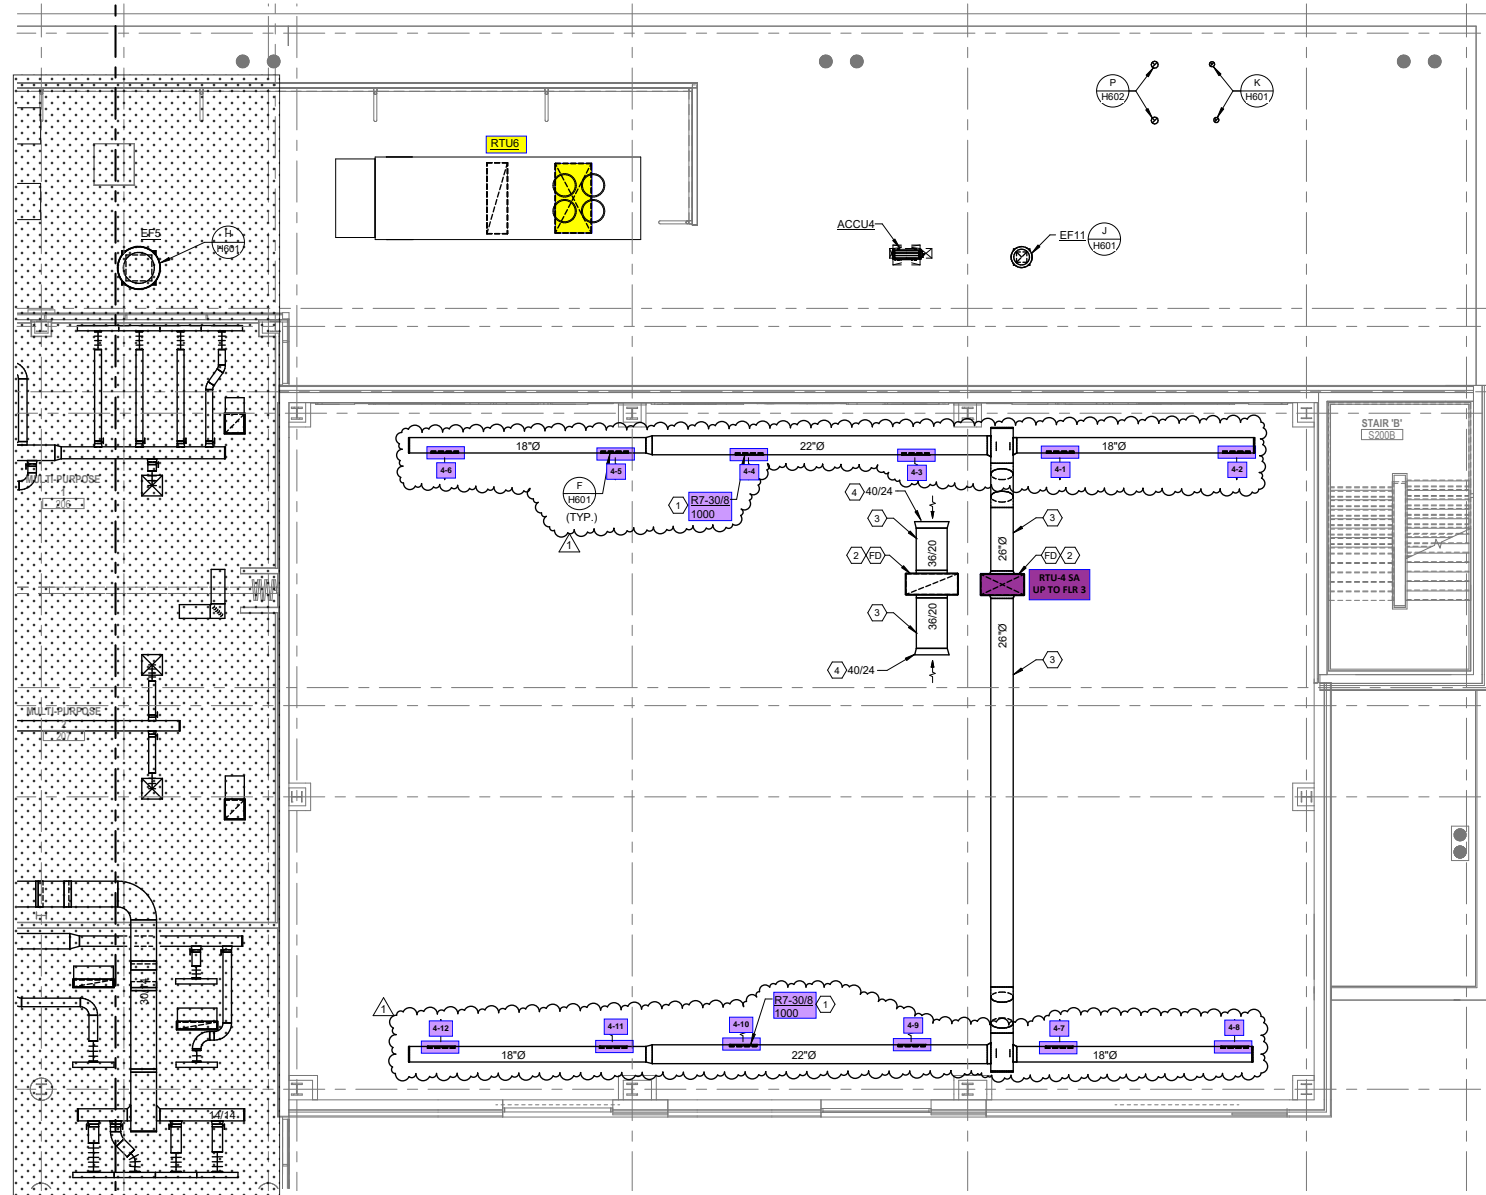 P
H602
K
H601
RTU6
EF5
H
H601
ACCU4
EF11
J
H601
STAIR 'B'
S200B
18"Ø
22"Ø
18"Ø
4-6
4-5
4-4
4-3
4-1
4-2
F
H601
(TYP.)
1
1
R7-30/8
1000
4
40/24
3
36/20
2
FD
3
36/20
4
40/24
26"Ø
3
FD
2
RTU-4 SA
UP TO FLR 3
26"Ø
3
MULTI-PURPOSE
206
MULTI-PURPOSE
2
207
30/14
14/14
1
R7-30/8
1000
1
4-12
4-11
4-10
4-9
4-7
4-8
18"Ø
22"Ø
18"Ø